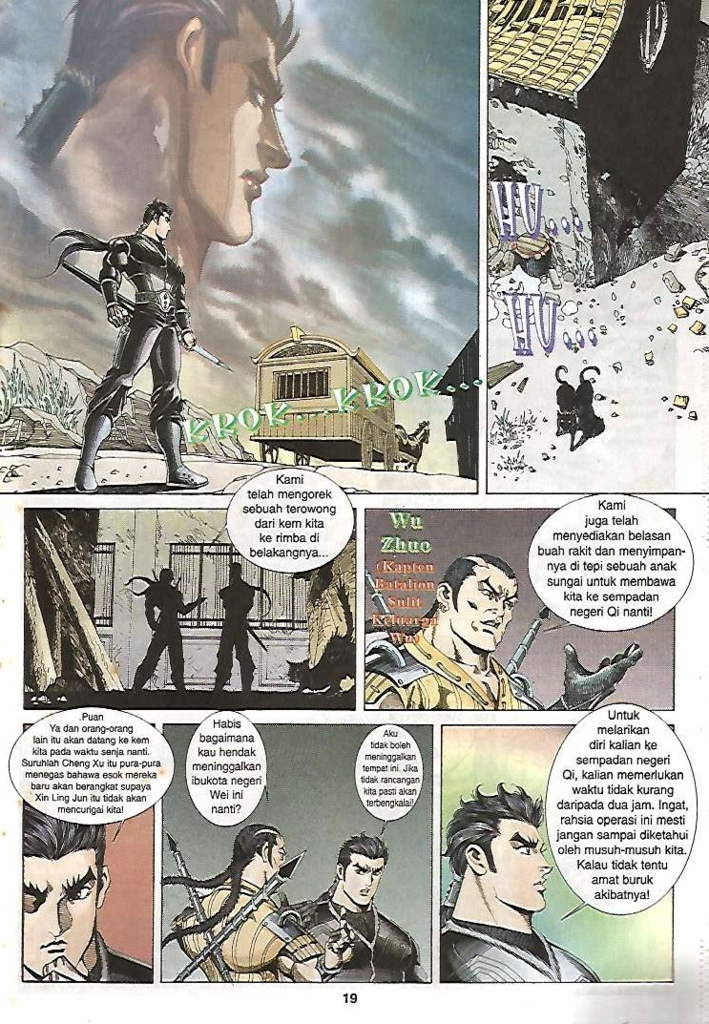 KROK...KROK...
HU...
HU...
Kami
telah mengorek
sebuah terowong
dari kem kita
ke rimba di
belakangnya...
Wu
Zhuo
(Kapten
Batalion
Sulit
Keluarga
Wu)
Kami
juga telah
menyediakan belasan
buah rakit dan menyimpan-
nya di tepi sebuah anak
sungai untuk membawa
kita ke sempadan
negeri Qi nanti!
.Puan
Ya dan orang-orang
lain itu akan datang ke kem
kita pada waktu senja nanti.
Suruhlah Cheng Xu itu pura-pura
menegas bahawa esok mereka
baru akan berangkat supaya
Xin Ling Jun itu tidak akan
mencurigai kita!
Habis
bagaimana
kau hendak
meninggalkan
ibukota negeri
Wei ini
nanti?
Aku
tidak boleh
meninggalkan
tempat ini. Jika
tidak rancangan
kita pasti akan
terbengkalai!
Untuk
melarikan
diri kalian ke
sempadan negeri
Qi, kalian memerlukan
waktu tidak kurang
daripada dua jam. Ingat,
rahsia operasi ini mesti
jangan sampai diketahui
oleh musuh-musuh kita.
Kalau tidak tentu
amat buruk
akibatnya!
19